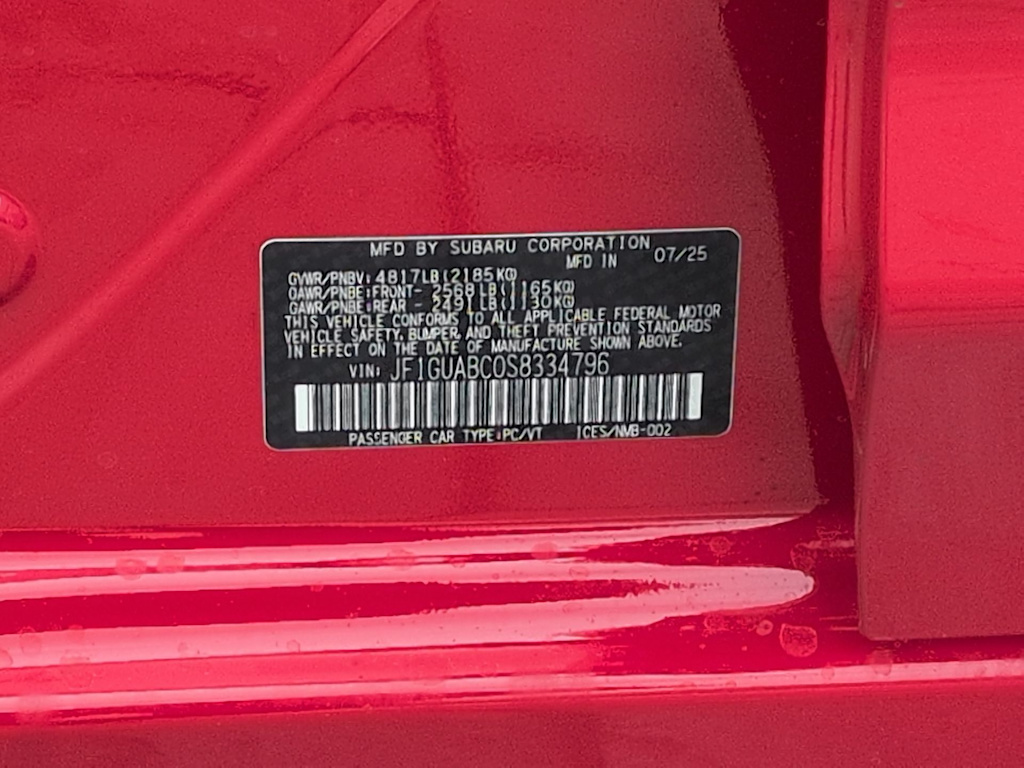 MFD BY SUBARU CORPORATION
MFD IN 07/25
GVWR/PNBV: 4817LB(2185KG)
GAWR/PNBE:FRONT- 2568LB(1165KG)
GAWR/PNBE:REAR - 2491LB(1130KG)
THIS VEHICLE CONFORMS TO ALL APPLICABLE FEDERAL MOTOR
VEHICLE SAFETY, BUMPER, AND THEFT PREVENTION STANDARDS
IN EFFECT ON THE DATE OF MANUFACTURE SHOWN ABOVE.
VIN: JF1GUABC0S8334796
PASSENGER CAR TYPE:PC/VT ICES/NMB-002